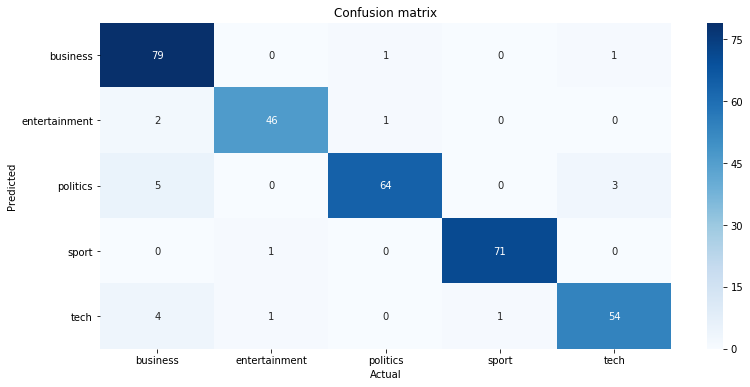 Confusion matrix
business 79 0 1 0 1
entertainment 2 46 1 0 0
politics 5 0 64 0 3
sport 0 1 0 71 0
tech 4 1 0 1 54
business entertainment politics sport tech
Actual
Predicted
75
60
45
30
15
0